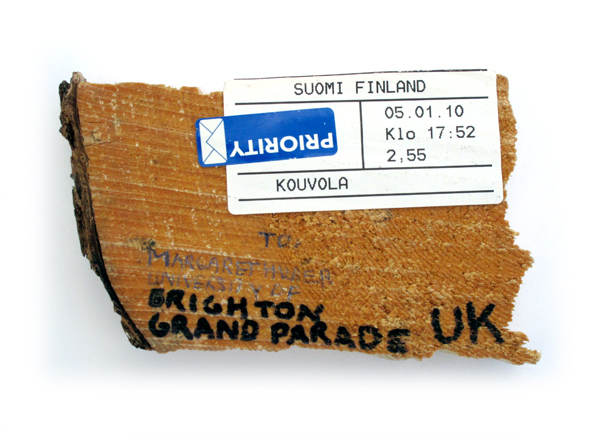 SUOMI FINLAND
05.01.10
Klo 17:52
2,55
PRIORITY
KOUVOLA
TO:
MARGARET HUBER
UNIVERSITY OF
BRIGHTON
GRAND PARADE UK